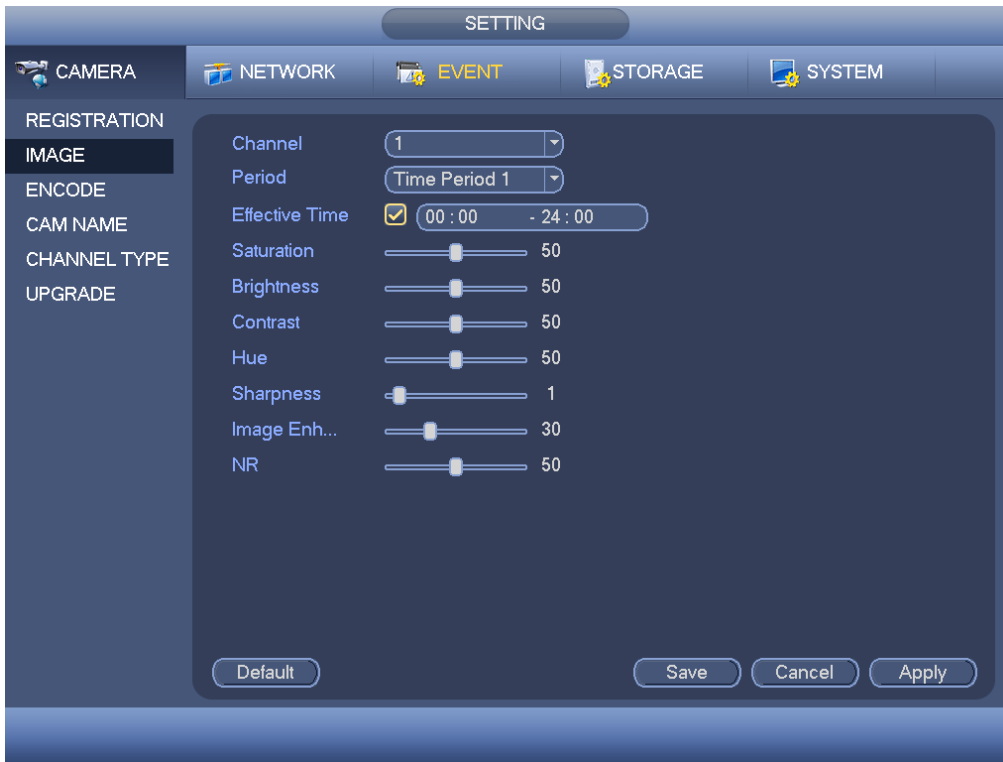 SETTING
CAMERA NETWORK EVENT STORAGE SYSTEM
REGISTRATION
IMAGE
ENCODE
CAM NAME
CHANNEL TYPE
UPGRADE
Channel 1
Period Time Period 1
Effective Time 00 : 00 - 24 : 00
Saturation 50
Brightness 50
Contrast 50
Hue 50
Sharpness 1
Image Enh... 30
NR 50
Default Save Cancel Apply